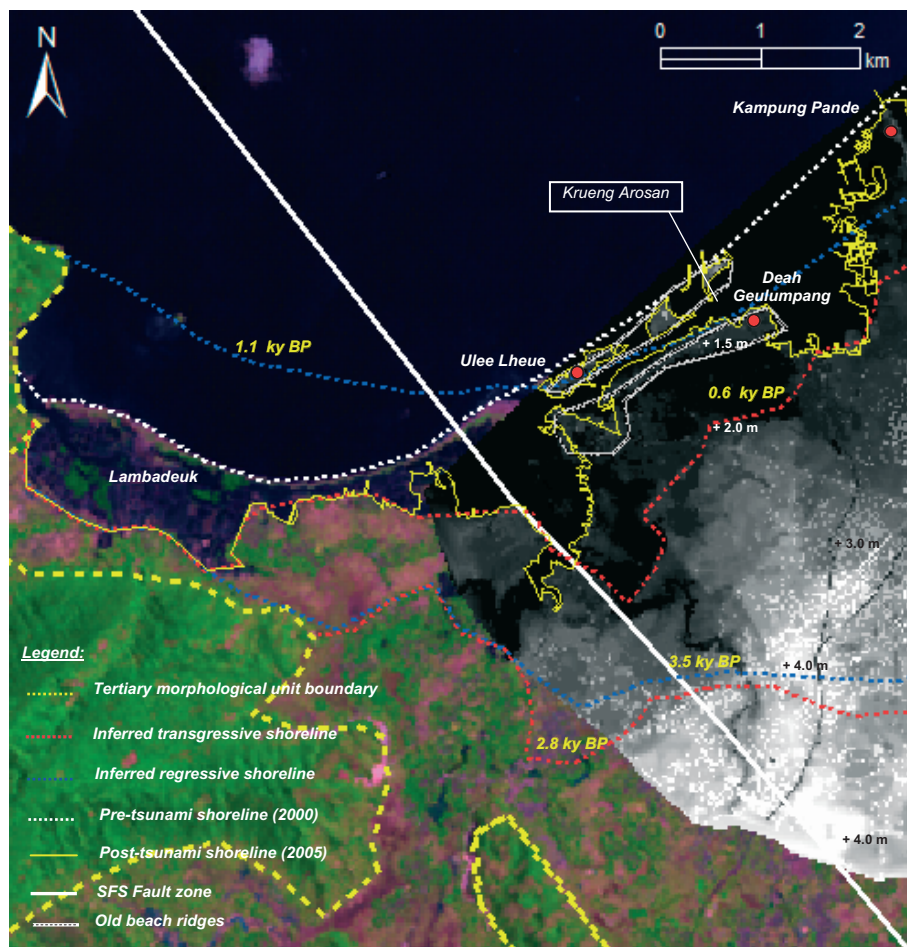 N
0 1 2
km
Kampung Pande
Krueng Arosan
Deah
Geulumpang
1.1 ky BP
Ulee Lheue
+ 1.5 m
0.6 ky BP
+ 2.0 m
Lambadeuk
+ 3.0 m
3.5 ky BP
+ 4.0 m
2.8 ky BP
+ 4.0 m
Legend:
Tertiary morphological unit boundary
Inferred transgressive shoreline
Inferred regressive shoreline
Pre-tsunami shoreline (2000)
Post-tsunami shoreline (2005)
SFS Fault zone
Old beach ridges